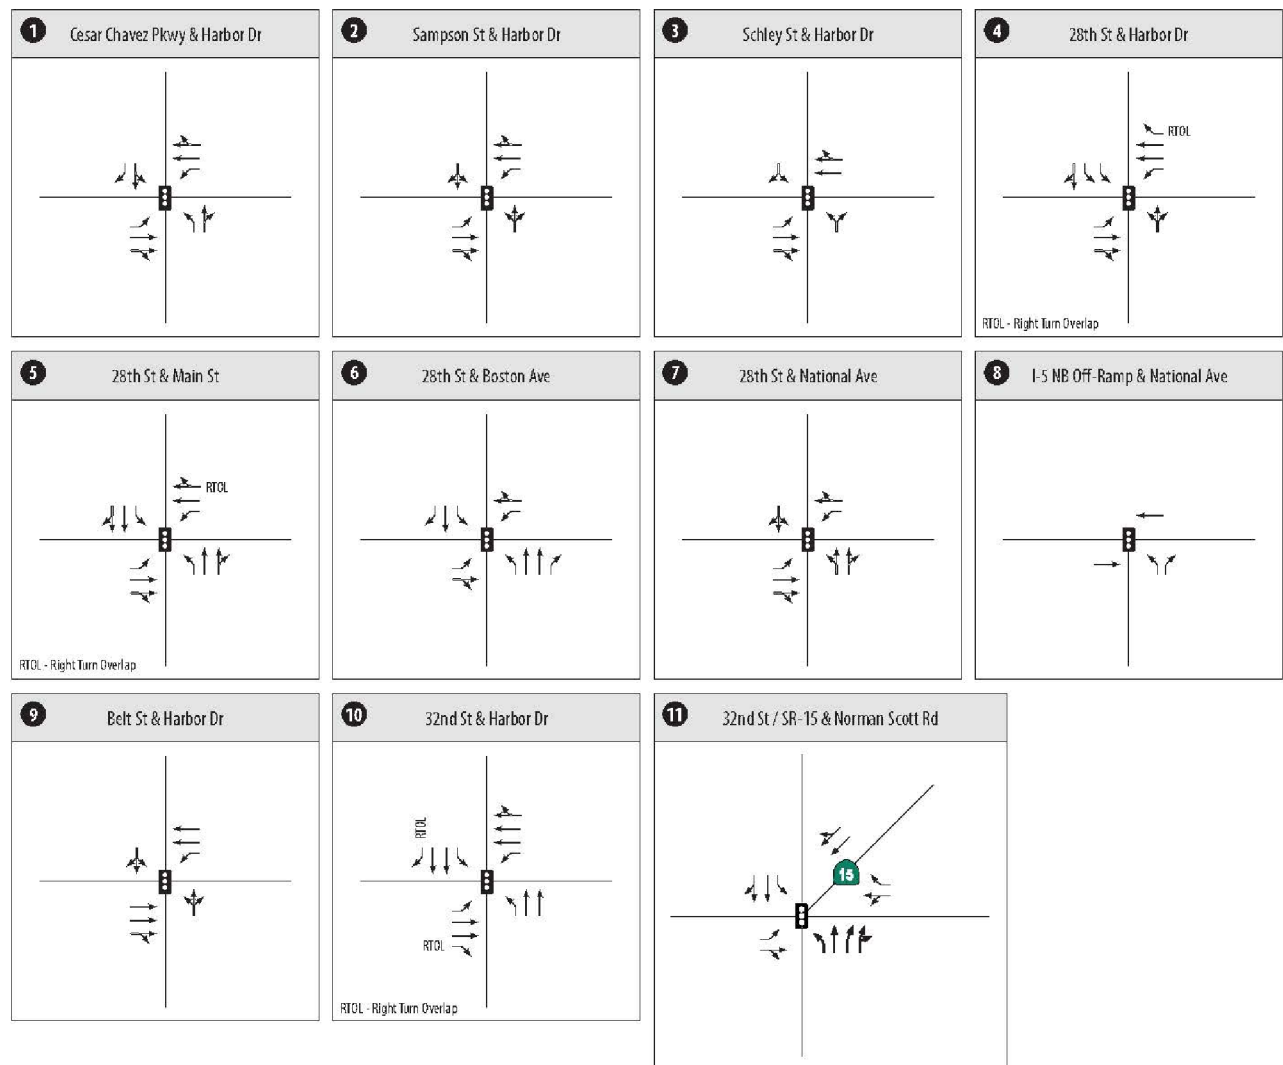 1 Cesar Chavez Pkwy & Harbor Dr
2 Sampson St & Harbor Dr
3 Schley St & Harbor Dr
4 28th St & Harbor Dr
RTOL
RTOL - Right Turn Overlap
5 28th St & Main St
RTOL
RTOL - Right Turn Overlap
6 28th St & Boston Ave
7 28th St & National Ave
8 I-5 NB Off-Ramp & National Ave
9 Belt St & Harbor Dr
10 32nd St & Harbor Dr
RTOL
RTOL
RTOL - Right Turn Overlap
11 32nd St / SR-15 & Norman Scott Rd
15